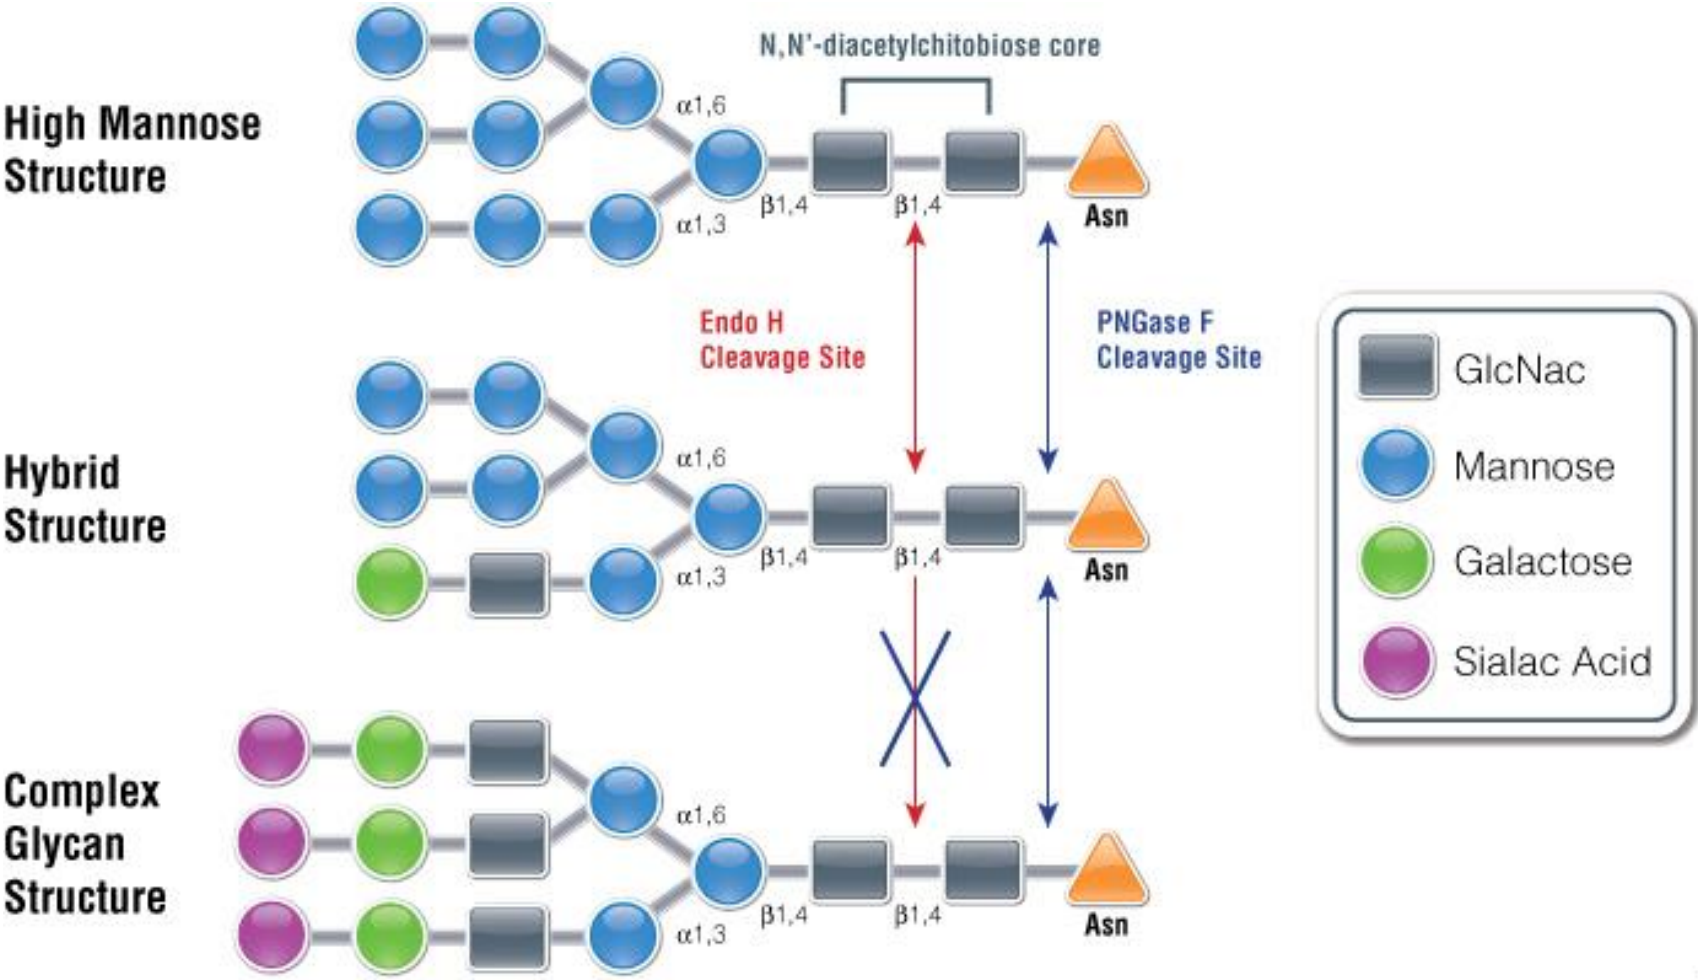 N,N'-diacetylchitobiose core
High Mannose
Structure
α1,6
α1,3
β1,4
β1,4
Asn
Endo H
Cleavage Site
PNGase F
Cleavage Site
Hybrid
Structure
α1,6
α1,3
β1,4
β1,4
Asn
Complex
Glycan
Structure
α1,6
α1,3
β1,4
β1,4
Asn
GlcNac
Mannose
Galactose
Sialac Acid